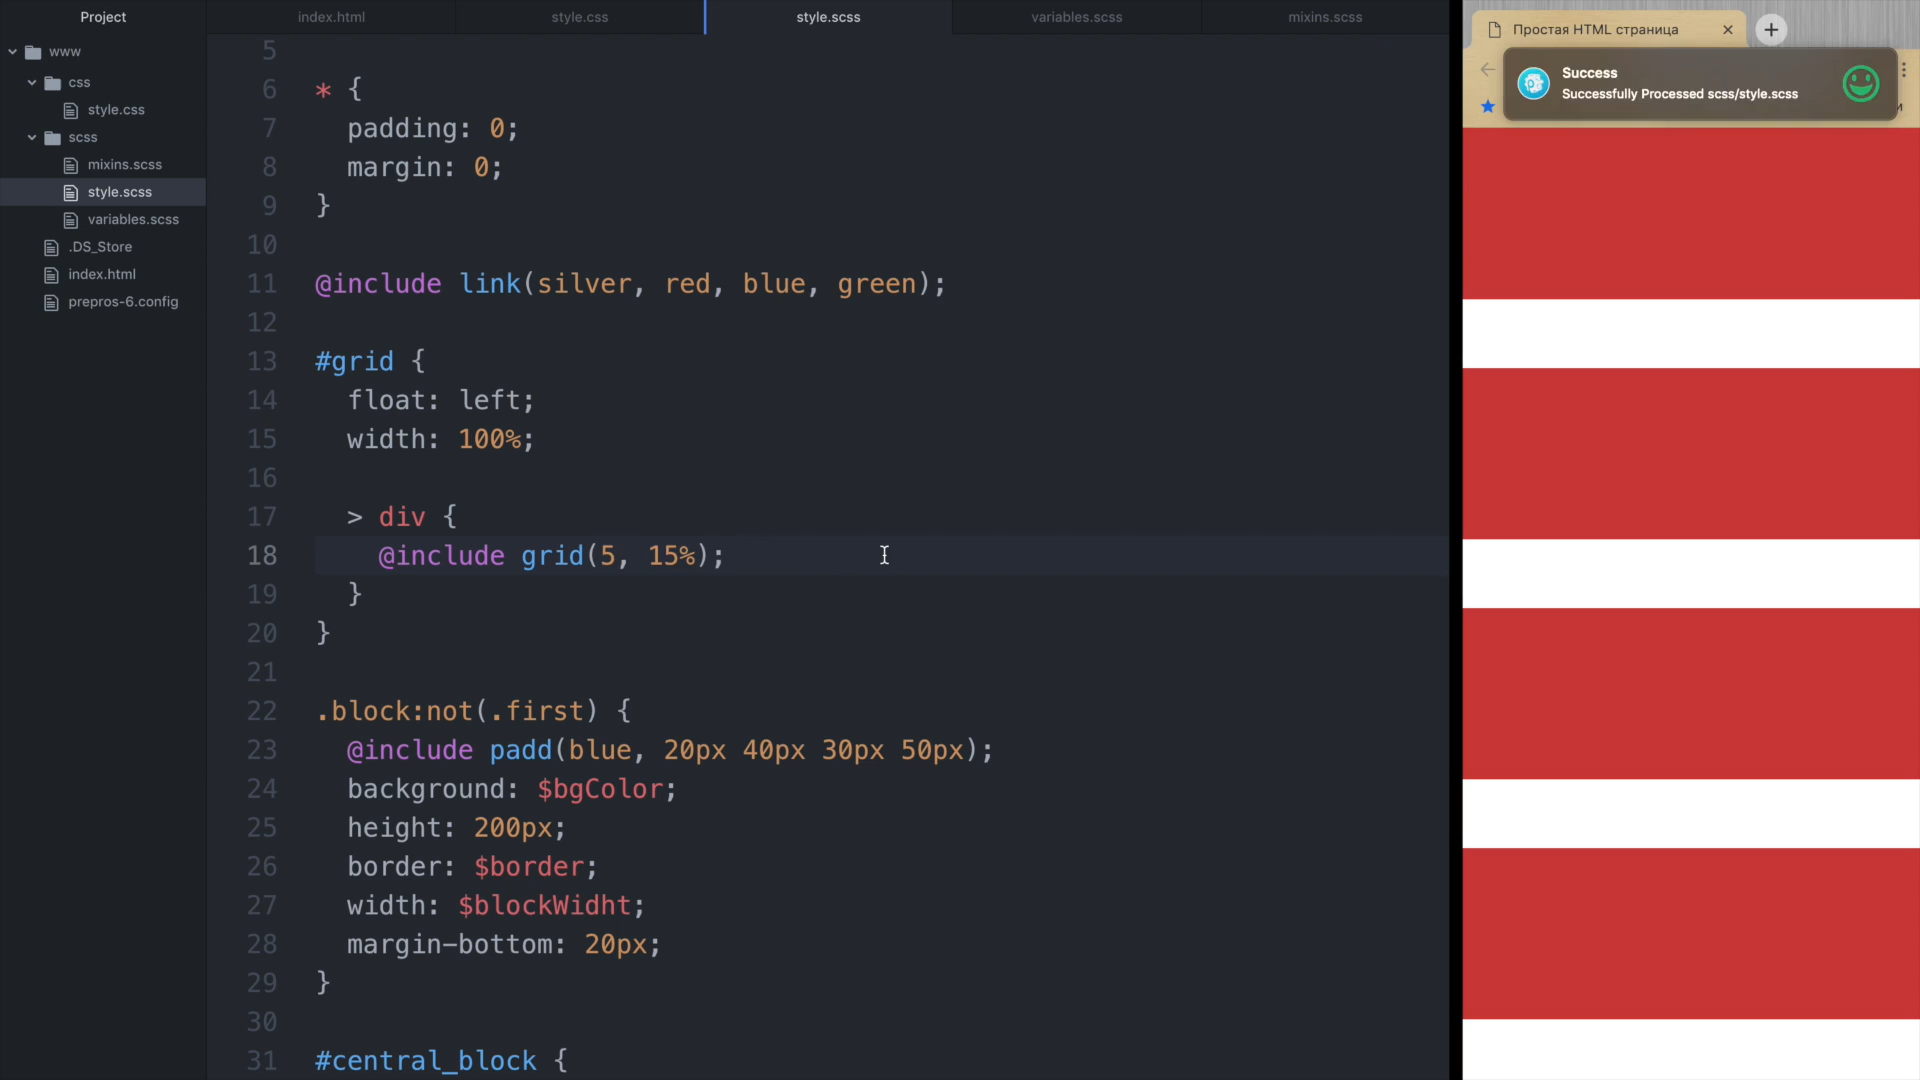 Project
www
css
style.css
scss
mixins.scss
style.scss
variables.scss
.DS_Store
index.html
prepros-6.config
index.html
style.css
style.scss
variables.scss
mixins.scss
5
6 * {
7 padding: 0;
8 margin: 0;
9 }
10
11 @include link(silver, red, blue, green);
12
13 #grid {
14 float: left;
15 width: 100%;
16
17 > div {
18 @include grid(5, 15%);
19 }
20 }
21
22 .block:not(.first) {
23 @include padd(blue, 20px 40px 30px 50px);
24 background: $bgColor;
25 height: 200px;
26 border: $border;
27 width: $blockWidht;
28 margin-bottom: 20px;
29 }
30
31 #central_block {
Простая HTML страница
Success
Successfully Processed scss/style.scss